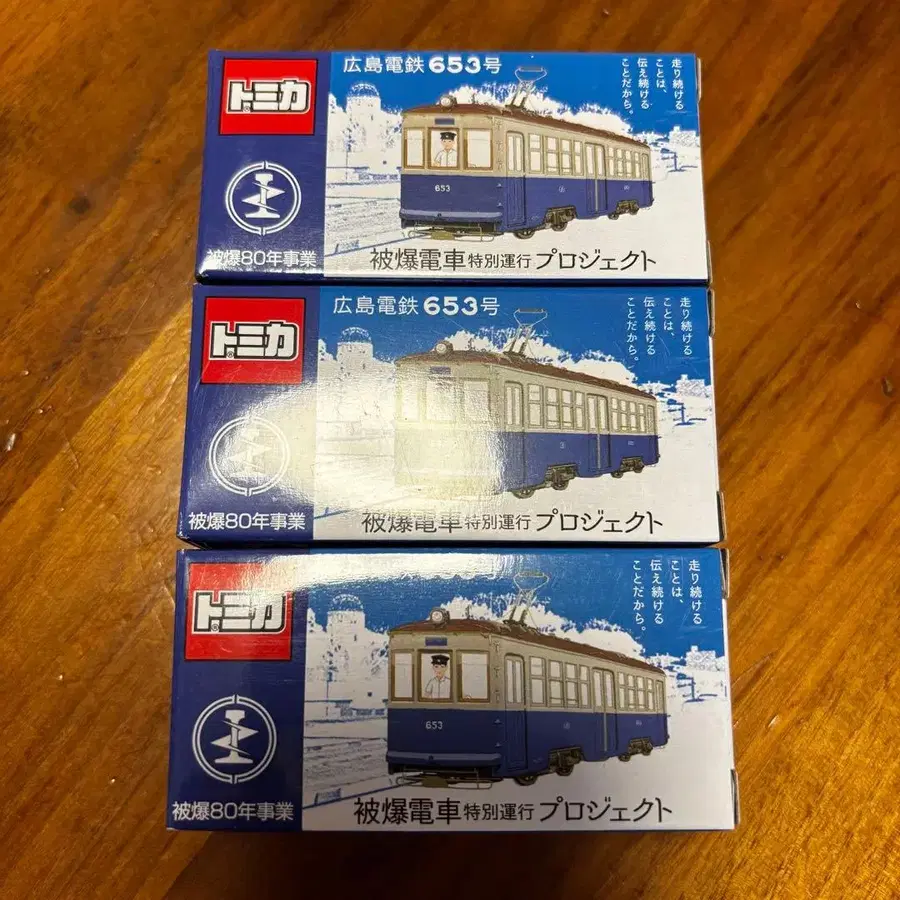 トミカ®
広島電鉄653号
走り続ける
ことは、
伝え続ける
ことだから。
653
被爆80年事業
被爆電車特別運行プロジェクト
トミカ®
広島電鉄653号
走り続ける
ことは、
伝え続ける
ことだから。
被爆80年事業
被爆電車特別運行プロジェクト
トミカ®
走り続ける
ことは、
伝え続ける
ことだから。
653
被爆80年事業
被爆電車特別運行プロジェクト